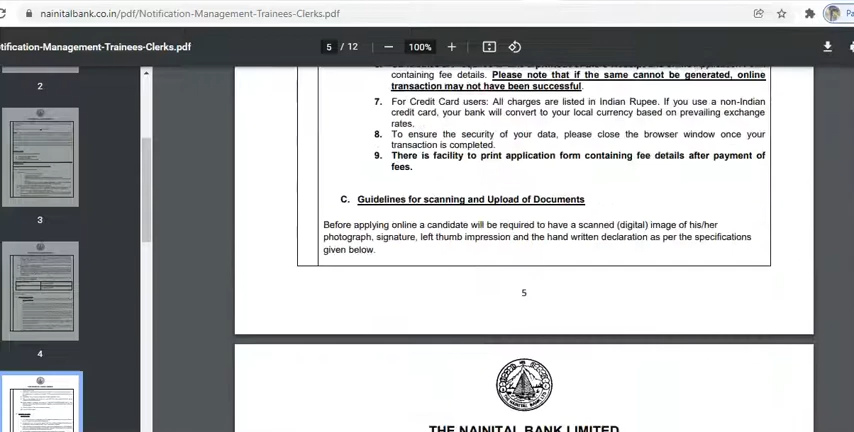 nainitalbank.co.in/pdf/Notification-Management-Trainees-Clerks.pdf
Pa
tification-Management-Trainees-Clerks.pdf
5 / 12
100%
2
3
4
containing fee details. Please note that if the same cannot be generated, online
transaction may not have been successful.
7. For Credit Card users: All charges are listed in Indian Rupee. If you use a non-Indian
credit card, your bank will convert to your local currency based on prevailing exchange
rates.
8. To ensure the security of your data, please close the browser window once your
transaction is completed.
9. There is facility to print application form containing fee details after payment of
fees.
C. Guidelines for scanning and Upload of Documents
Before applying online a candidate will be required to have a scanned (digital) image of his/her
photograph, signature, left thumb impression and the hand written declaration as per the specifications
given below.
5
THE NAINITAL BANK LIMITED